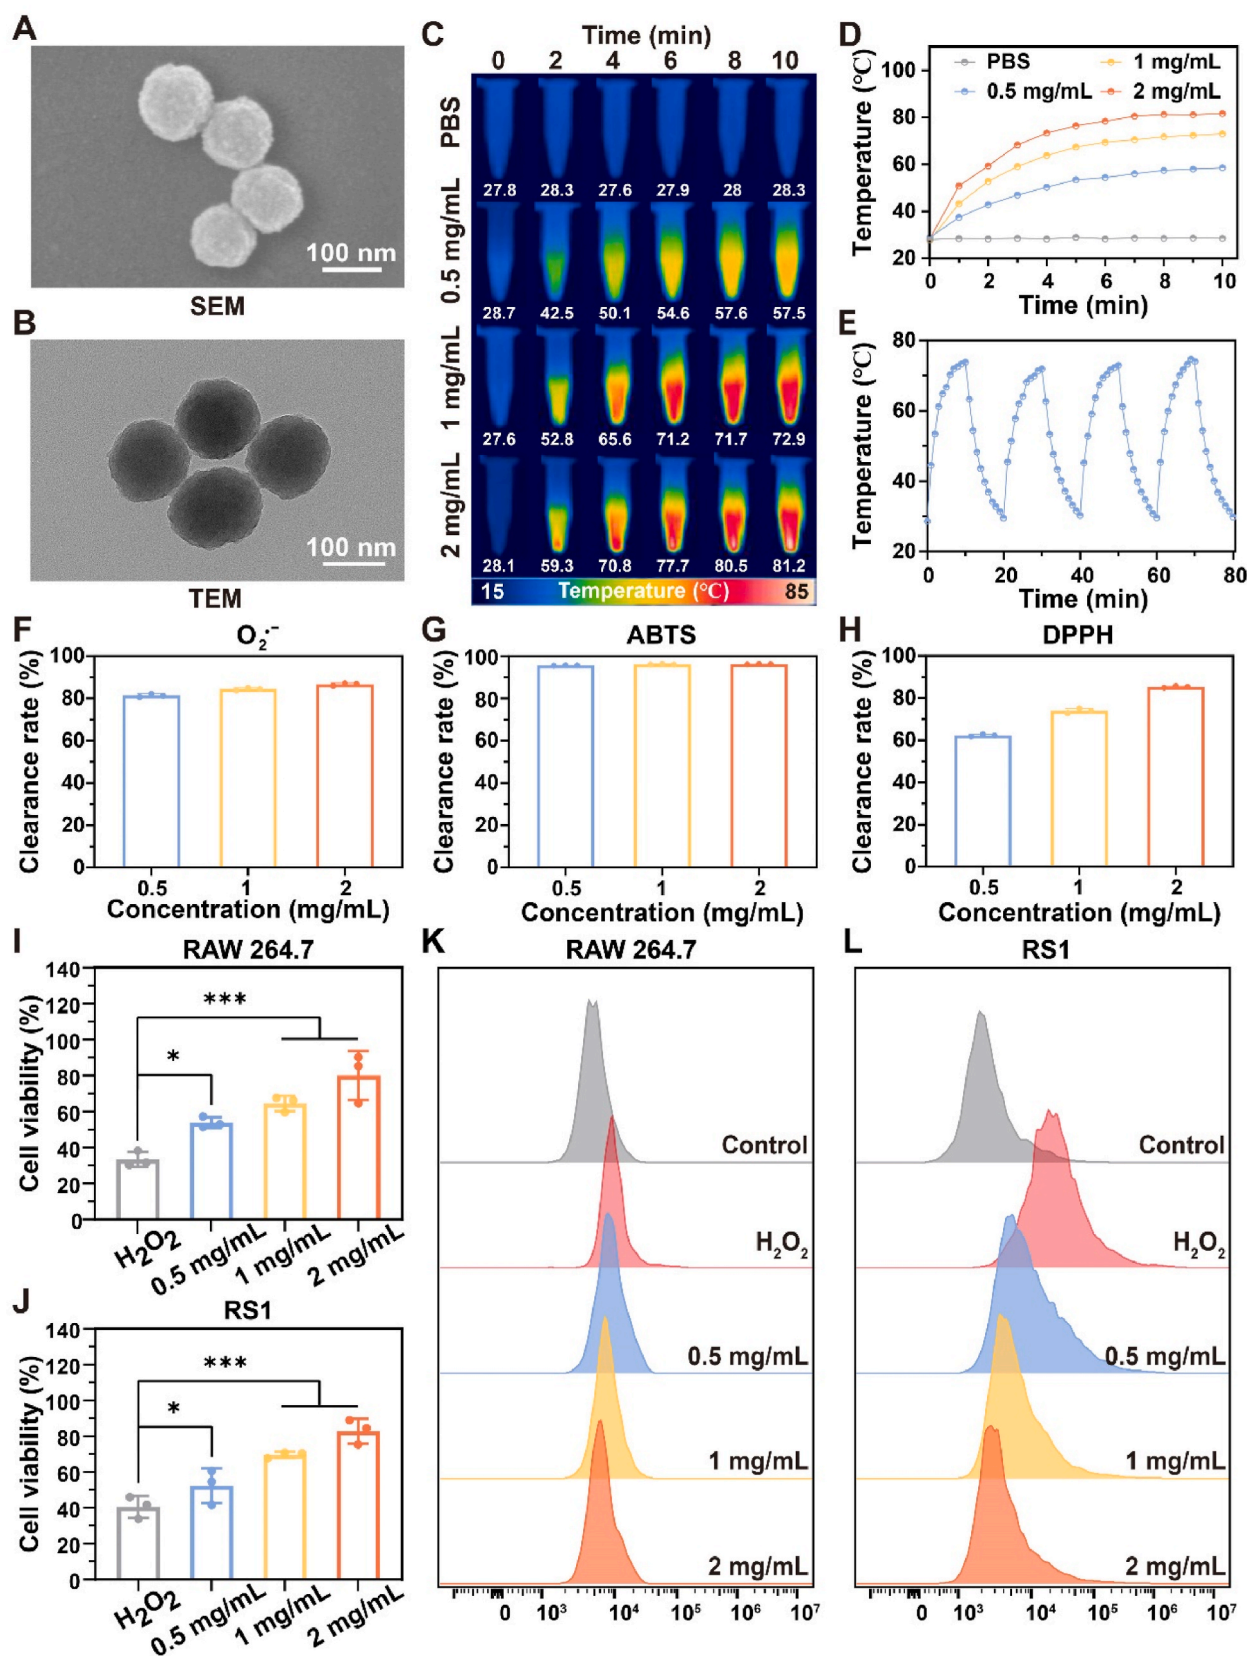 A
100 nm
SEM
B
100 nm
TEM
C
Time (min)
0 2 4 6 8 10
PBS
27.8 28.3 27.6 27.9 28 28.3
0.5 mg/mL
28.7 42.5 50.1 54.6 57.6 57.5
1 mg/mL
27.6 52.8 65.6 71.2 71.7 72.9
2 mg/mL
28.1 59.3 70.8 77.7 80.5 81.2
15 Temperature (℃) 85
D
PBS 1 mg/mL
0.5 mg/mL 2 mg/mL
Temperature (℃)
100
80
60
40
20
0 2 4 6 8 10
Time (min)
E
Temperature (℃)
80
60
40
20
0 20 40 60 80
Time (min)
F
O₂·⁻
Clearance rate (%)
100
80
60
40
20
0
0.5 1 2
Concentration (mg/mL)
G
ABTS
Clearance rate (%)
100
80
60
40
20
0
0.5 1 2
Concentration (mg/mL)
H
DPPH
Clearance rate (%)
100
80
60
40
20
0
0.5 1 2
Concentration (mg/mL)
I
RAW 264.7
Cell viability (%)
140
120
100
80
60
40
20
0
***
*
H₂O₂ 0.5 mg/mL 1 mg/mL 2 mg/mL
J
RS1
Cell viability (%)
140
120
100
80
60
40
20
0
***
*
H₂O₂ 0.5 mg/mL 1 mg/mL 2 mg/mL
K
RAW 264.7
Control
H₂O₂
0.5 mg/mL
1 mg/mL
2 mg/mL
0 10³ 10⁴ 10⁵ 10⁶ 10⁷
L
RS1
Control
H₂O₂
0.5 mg/mL
1 mg/mL
2 mg/mL
0 10³ 10⁴ 10⁵ 10⁶ 10⁷